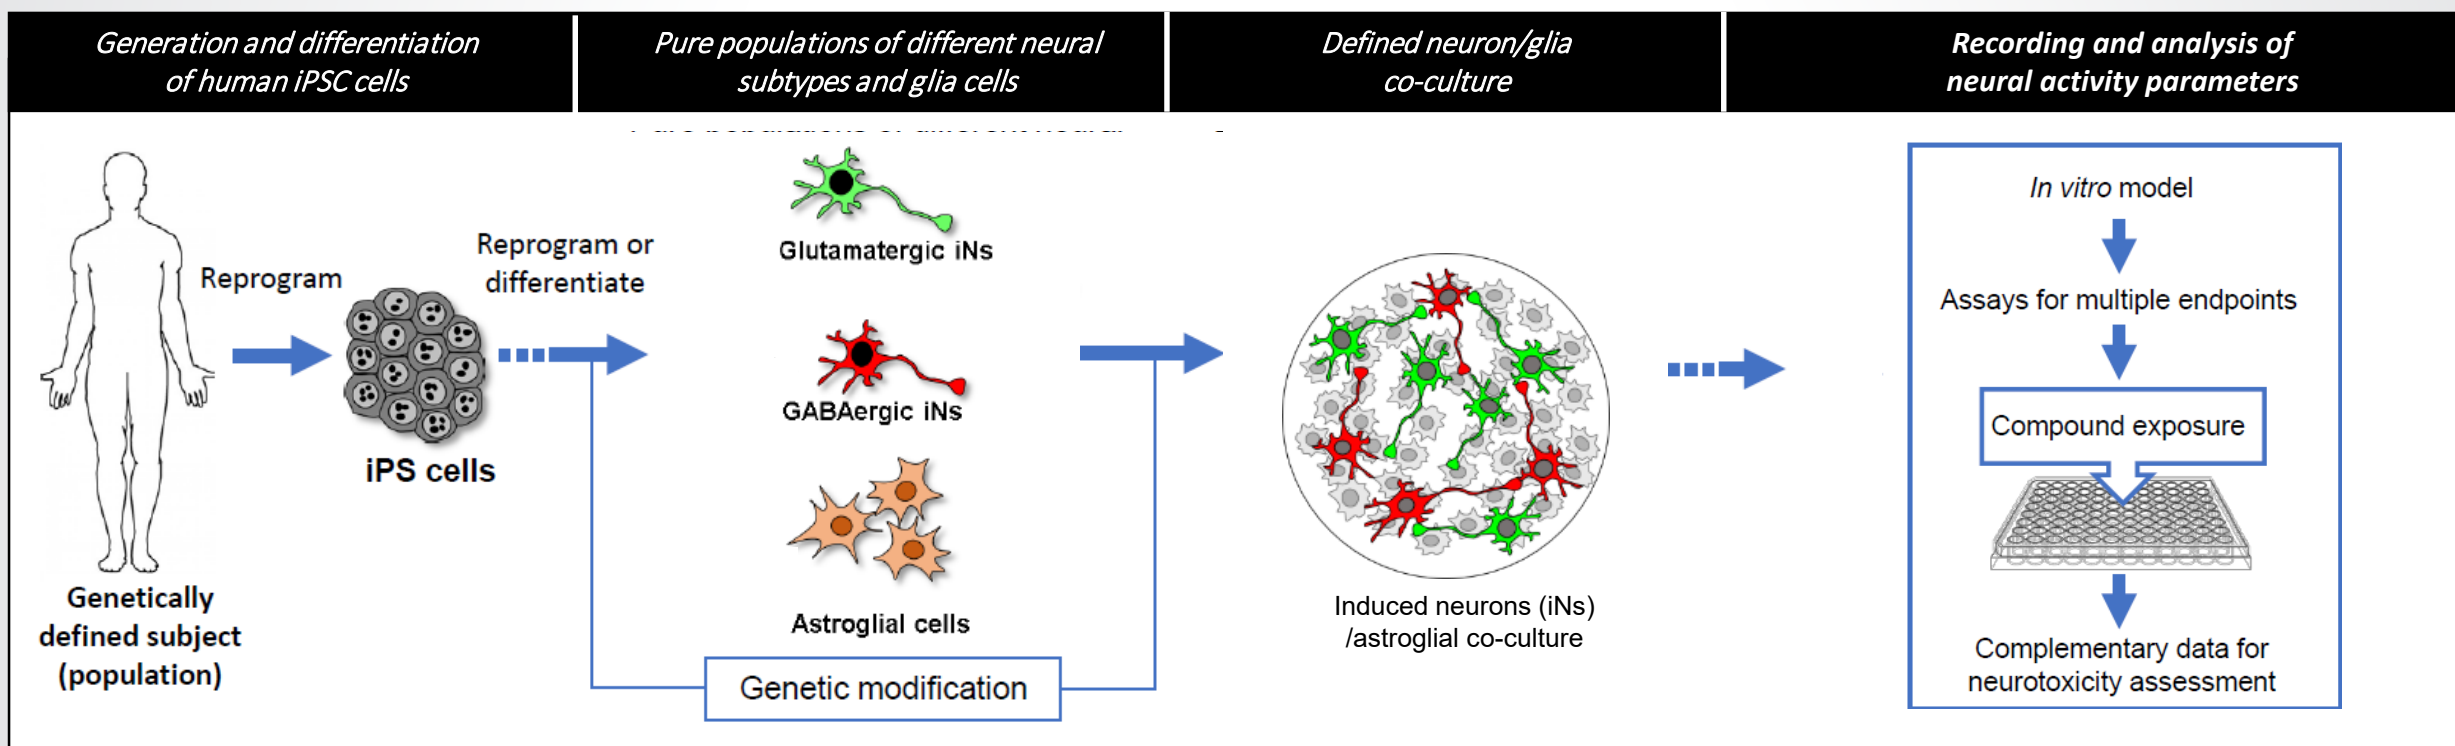 Generation and differentiation
of human iPSC cells
Pure populations of different neural
subtypes and glia cells
Defined neuron/glia
co-culture
Recording and analysis of
neural activity parameters
Genetically
defined subject
(population)
Reprogram
iPS cells
Reprogram or
differentiate
Glutamatergic iNs
GABAergic iNs
Astroglial cells
Genetic modification
Induced neurons (iNs)
/astroglial co-culture
In vitro model
Assays for multiple endpoints
Compound exposure
Complementary data for
neurotoxicity assessment